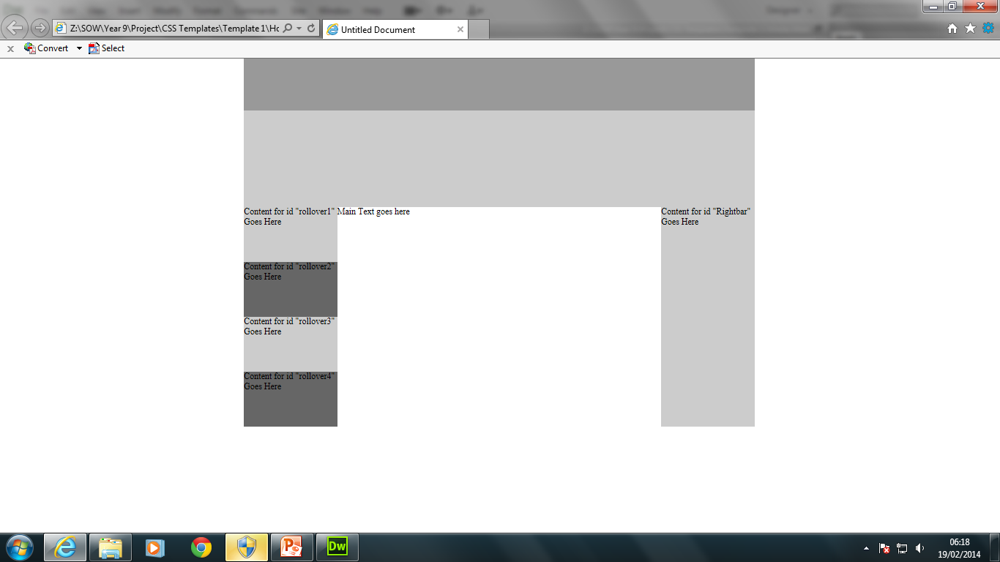 Z:\SOW\Year 9\Project\CSS Templates\Template 1\Ho
Untitled Document
x Convert Select
Content for id "rollover1"
Goes Here
Main Text goes here
Content for id "Rightbar"
Goes Here
Content for id "rollover2"
Goes Here
Content for id "rollover3"
Goes Here
Content for id "rollover4"
Goes Here
Dw
06:18
19/02/2014